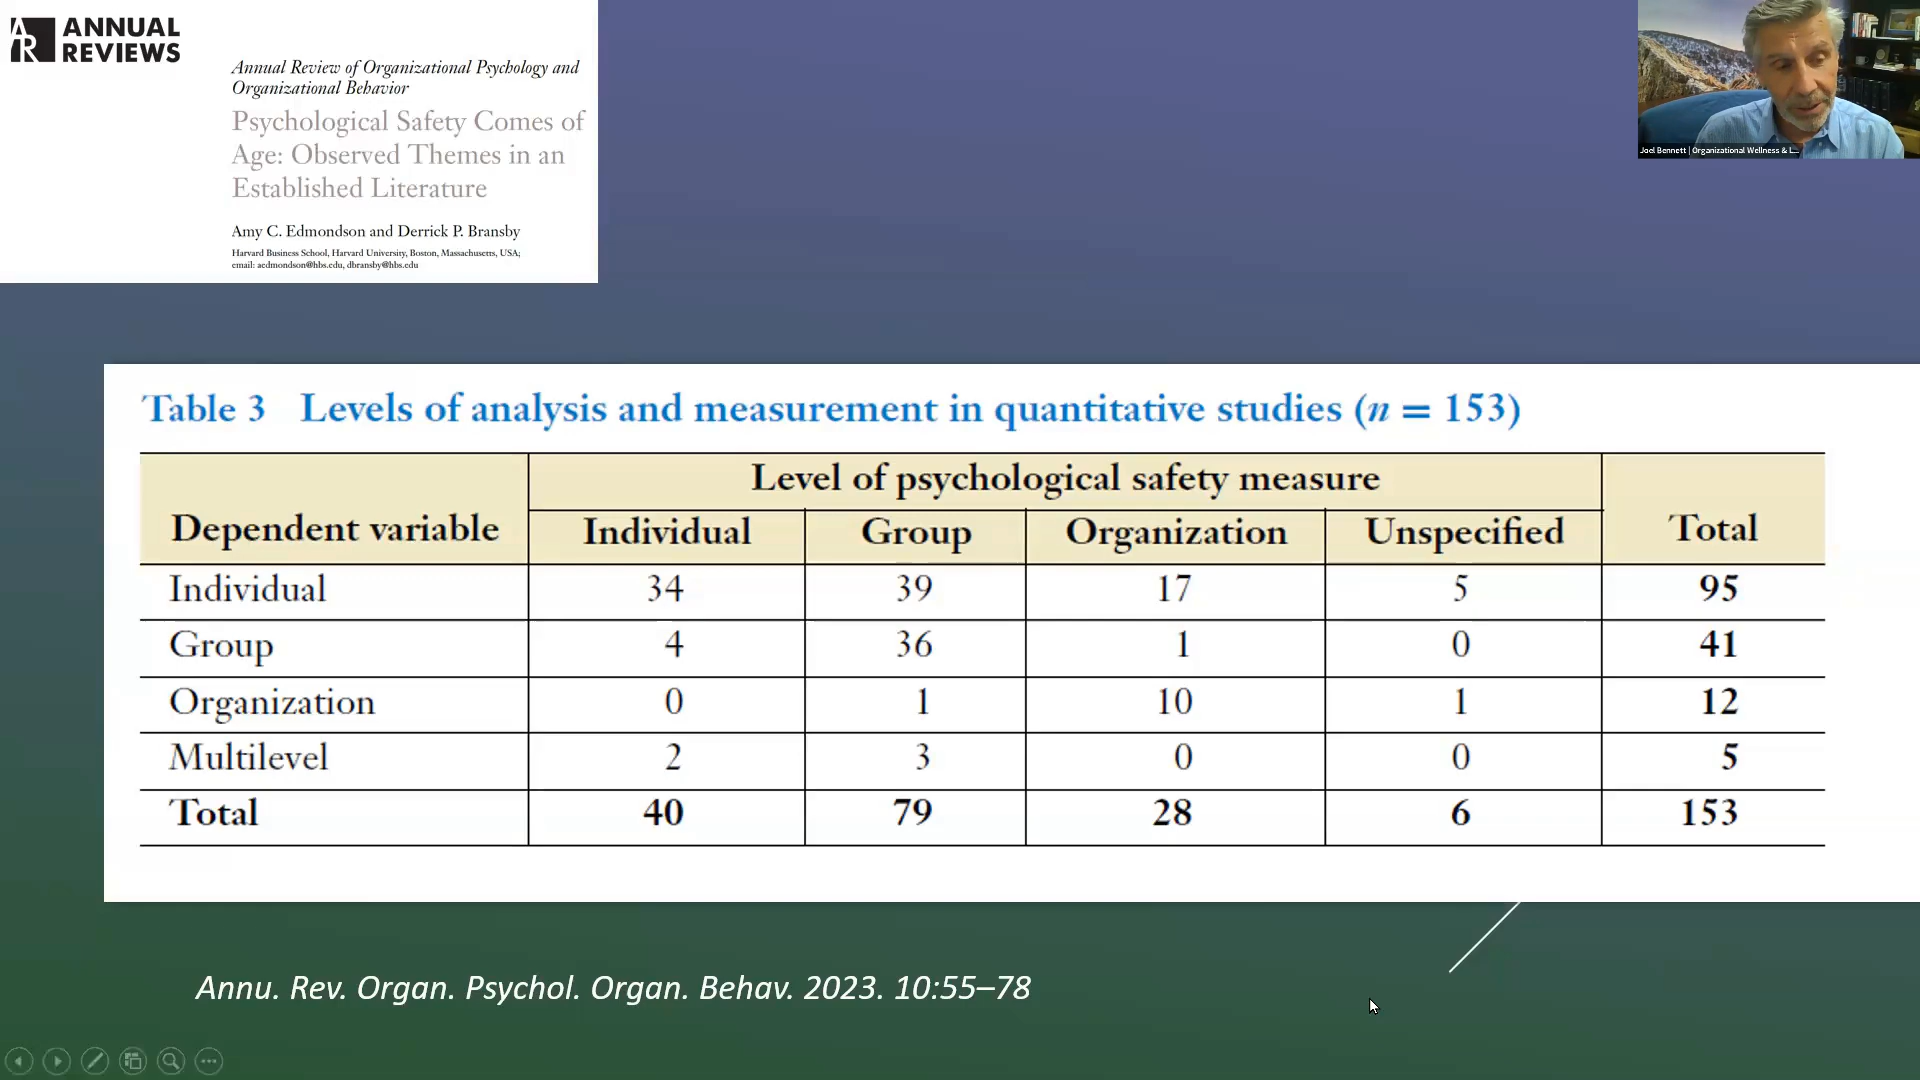 ANNUAL
REVIEWS
Annual Review of Organizational Psychology and
Organizational Behavior
Psychological Safety Comes of
Age: Observed Themes in an
Established Literature
Amy C. Edmondson and Derrick P. Bransby
Harvard Business School, Harvard University, Boston, Massachusetts, USA;
email: aedmondson@hbs.edu, dbransby@hbs.edu
Joel Bennett | Organizational Wellness & L...
Table 3 Levels of analysis and measurement in quantitative studies (n = 153)
Level of psychological safety measure
Dependent variable Individual Group Organization Unspecified Total
Individual 34 39 17 5 95
Group 4 36 1 0 41
Organization 0 1 10 1 12
Multilevel 2 3 0 0 5
Total 40 79 28 6 153
Annu. Rev. Organ. Psychol. Organ. Behav. 2023. 10:55–78